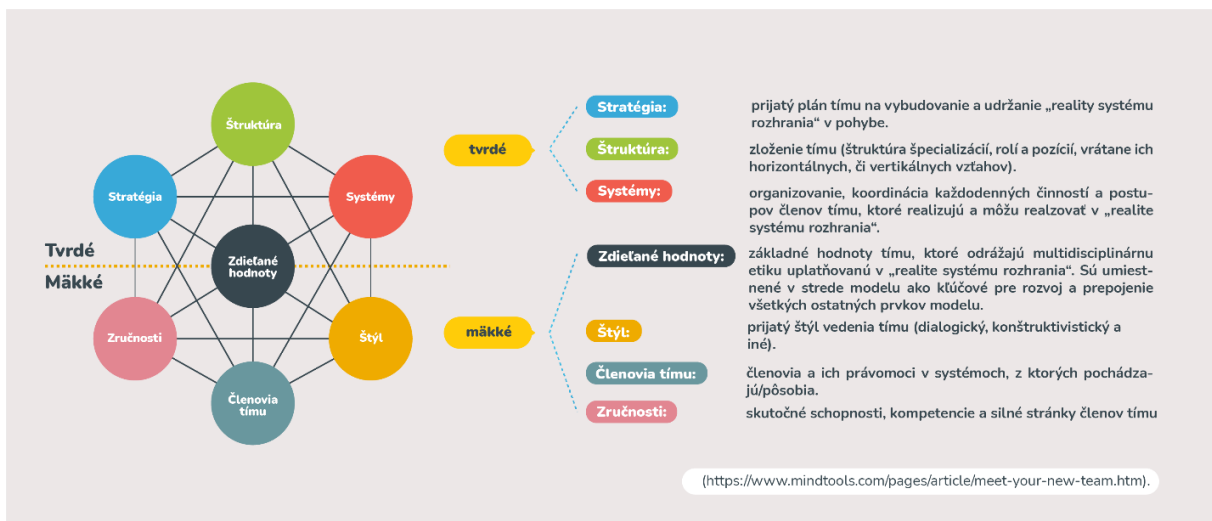 Štruktúra
Stratégia
Systémy
Tvrdé
Zdieľané
hodnoty
Mäkké
Zručnosti
Štýl
Členovia
tímu
tvrdé
Stratégia:
prijatý plán tímu na vybudovanie a udržanie „reality systému
rozhrania“ v pohybe.
Štruktúra:
zloženie tímu (štruktúra špecializácií, rolí a pozícií, vrátane ich
horizontálnych, či vertikálnych vzťahov).
Systémy:
organizovanie, koordinácia každodenných činností a postu-
pov členov tímu, ktoré realizujú a môžu realzovať v „realite
systému rozhrania“.
mäkké
Zdieľané hodnoty:
základné hodnoty tímu, ktoré odrážajú multidisciplinárnu
etiku uplatňovanú v „realite systému rozhrania“. Sú umiest-
nené v strede modelu ako kľúčové pre rozvoj a prepojenie
všetkých ostatných prvkov modelu.
Štýl:
prijatý štýl vedenia tímu (dialogický, konštruktivistický a
iné).
Členovia tímu:
členovia a ich právomoci v systémoch, z ktorých pochádza-
jú/pôsobia.
Zručnosti:
skutočné schopnosti, kompetencie a silné stránky členov tímu
(https://www.mindtools.com/pages/article/meet-your-new-team.htm).